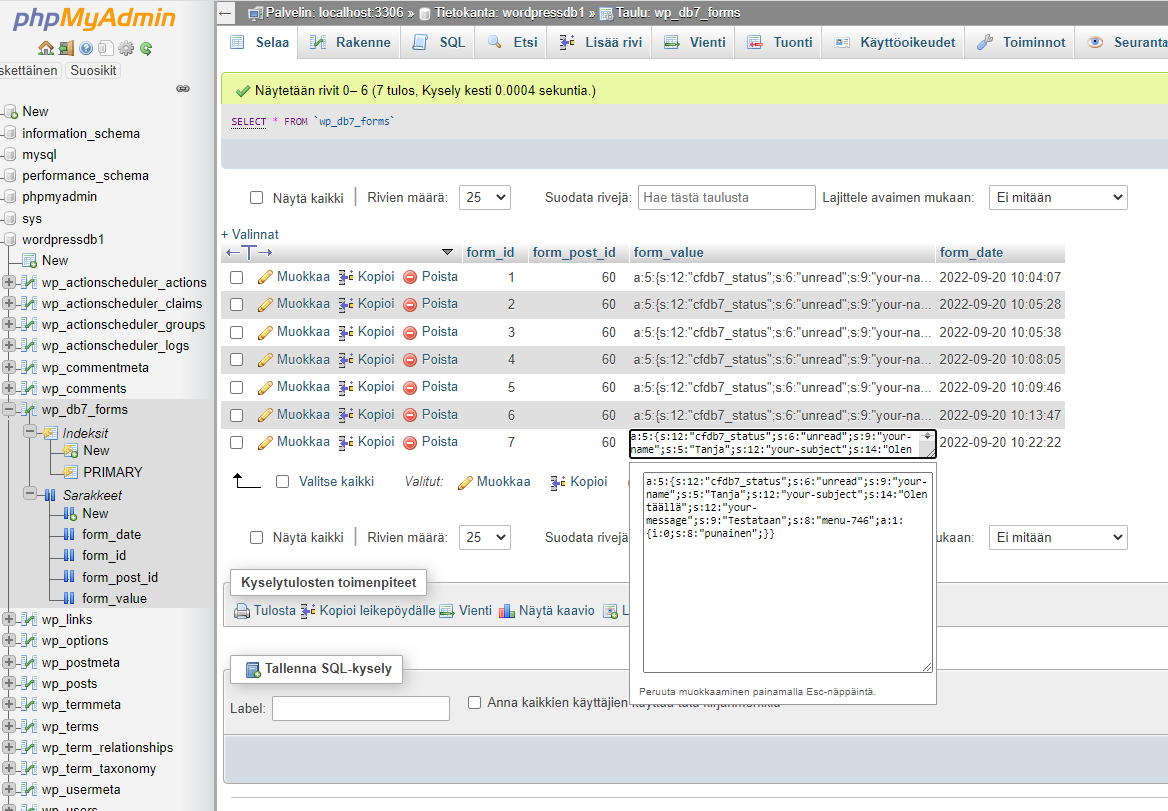 phpMyAdmin
skettäinen Suosikit
New
information_schema
mysql
performance_schema
phpmyadmin
sys
wordpressdb1
New
wp_actionscheduler_actions
wp_actionscheduler_claims
wp_actionscheduler_groups
wp_actionscheduler_logs
wp_commentmeta
wp_comments
wp_db7_forms
Indeksit
New
PRIMARY
Sarakkeet
New
form_date
form_id
form_post_id
form_value
wp_links
wp_options
wp_postmeta
wp_posts
wp_termmeta
wp_terms
wp_term_relationships
wp_term_taxonomy
wp_usermeta
wp_users
Palvelin: localhost:3306 » Tietokanta: wordpressdb1 » Taulu: wp_db7_forms
Selaa Rakenne SQL Etsi Lisää rivi Vienti Tuonti Käyttöoikeudet Toiminnot Seuranta
Näytetään rivit 0– 6 (7 tulos, Kysely kesti 0.0004 sekuntia.)
SELECT * FROM `wp_db7_forms`
Näytä kaikki Rivien määrä: 25 Suodata rivejä: Hae tästä taulusta Lajittele avaimen mukaan: Ei mitään
+ Valinnat
←T→ form_id form_post_id form_value form_date
Muokkaa Kopioi Poista 1 60 a:5:{s:12:"cfdb7_status";s:6:"unread";s:9:"your-na... 2022-09-20 10:04:07
Muokkaa Kopioi Poista 2 60 a:5:{s:12:"cfdb7_status";s:6:"unread";s:9:"your-na... 2022-09-20 10:05:28
Muokkaa Kopioi Poista 3 60 a:5:{s:12:"cfdb7_status";s:6:"unread";s:9:"your-na... 2022-09-20 10:05:38
Muokkaa Kopioi Poista 4 60 a:5:{s:12:"cfdb7_status";s:6:"unread";s:9:"your-na... 2022-09-20 10:08:05
Muokkaa Kopioi Poista 5 60 a:5:{s:12:"cfdb7_status";s:6:"unread";s:9:"your-na... 2022-09-20 10:09:46
Muokkaa Kopioi Poista 6 60 a:5:{s:12:"cfdb7_status";s:6:"unread";s:9:"your-na... 2022-09-20 10:13:47
Muokkaa Kopioi Poista 7 60 a:5:{s:12:"cfdb7_status";s:6:"unread";s:9:"your- 2022-09-20 10:22:22
name";s:5:"Tanja";s:12:"your-subject";s:14:"Olen
Valitse kaikki Valitut: Muokkaa Kopioi
a:5:{s:12:"cfdb7_status";s:6:"unread";s:9:"your-
name";s:5:"Tanja";s:12:"your-subject";s:14:"Olen
täällä";s:12:"your-
message";s:9:"Testataan";s:8:"menu-746";a:1:
{i:0;s:8:"punainen";}}
Peruuta muokkaaminen painamalla Esc-näppäintä.
Näytä kaikki Rivien määrä: 25 Suodata rivejä ukaan: Ei mitään
Kyselytulosten toimenpiteet
Tulosta Kopioi leikepöydälle Vienti Näytä kaavio L
Tallenna SQL-kysely
Label: Anna kaikkien käyttäjien käyttää tätä kirjanmerkkiä